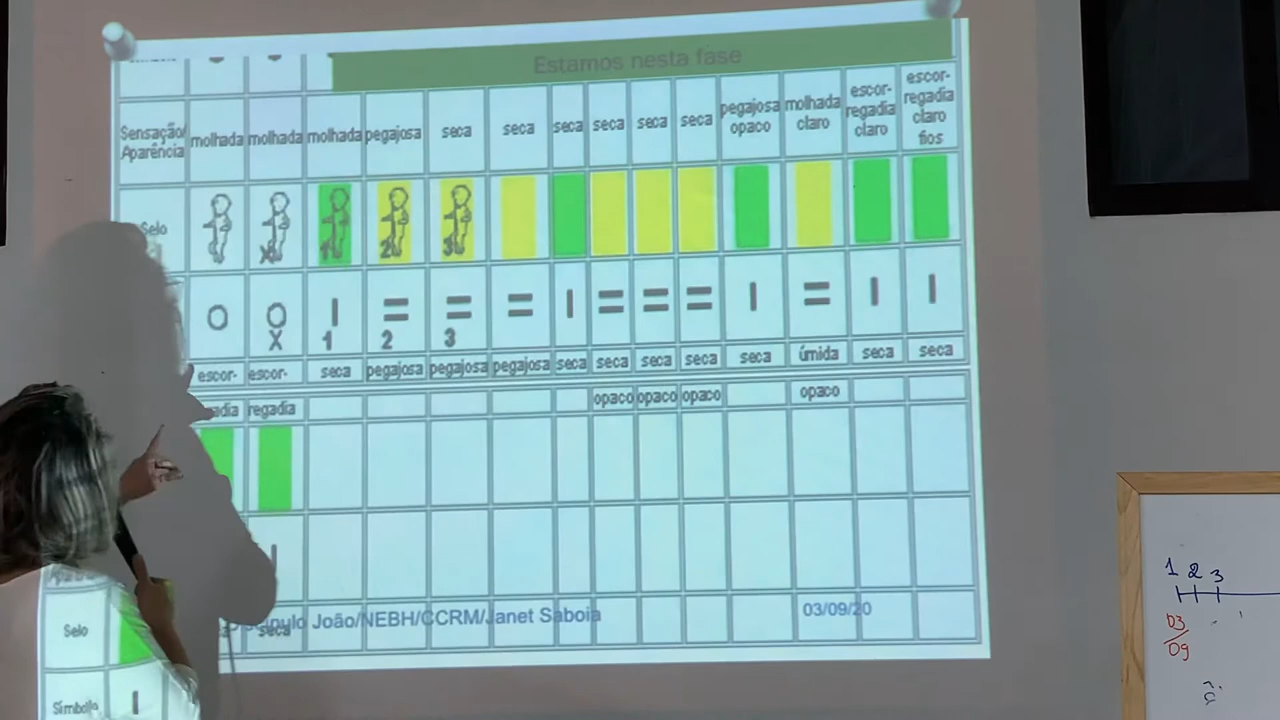 Estamos nesta fase
Sensação/ Aparência molhada molhada molhada pegajosa seca seca seca seca seca seca pegajosa opaco molhada claro escor- regadia claro escor- regadia claro fios
Selo X 1 2 3
O O X | 1 = 2 = 3 = | = = = | = | |
escor- escor- seca pegajosa pegajosa pegajosa seca seca seca seca seca úmida seca seca
regadia opaco opaco opaco opaco
João/NEBH/CCRM/Janet Saboia 03/09/20
seca
Selo
Símbolo |
1 2 3
03/09